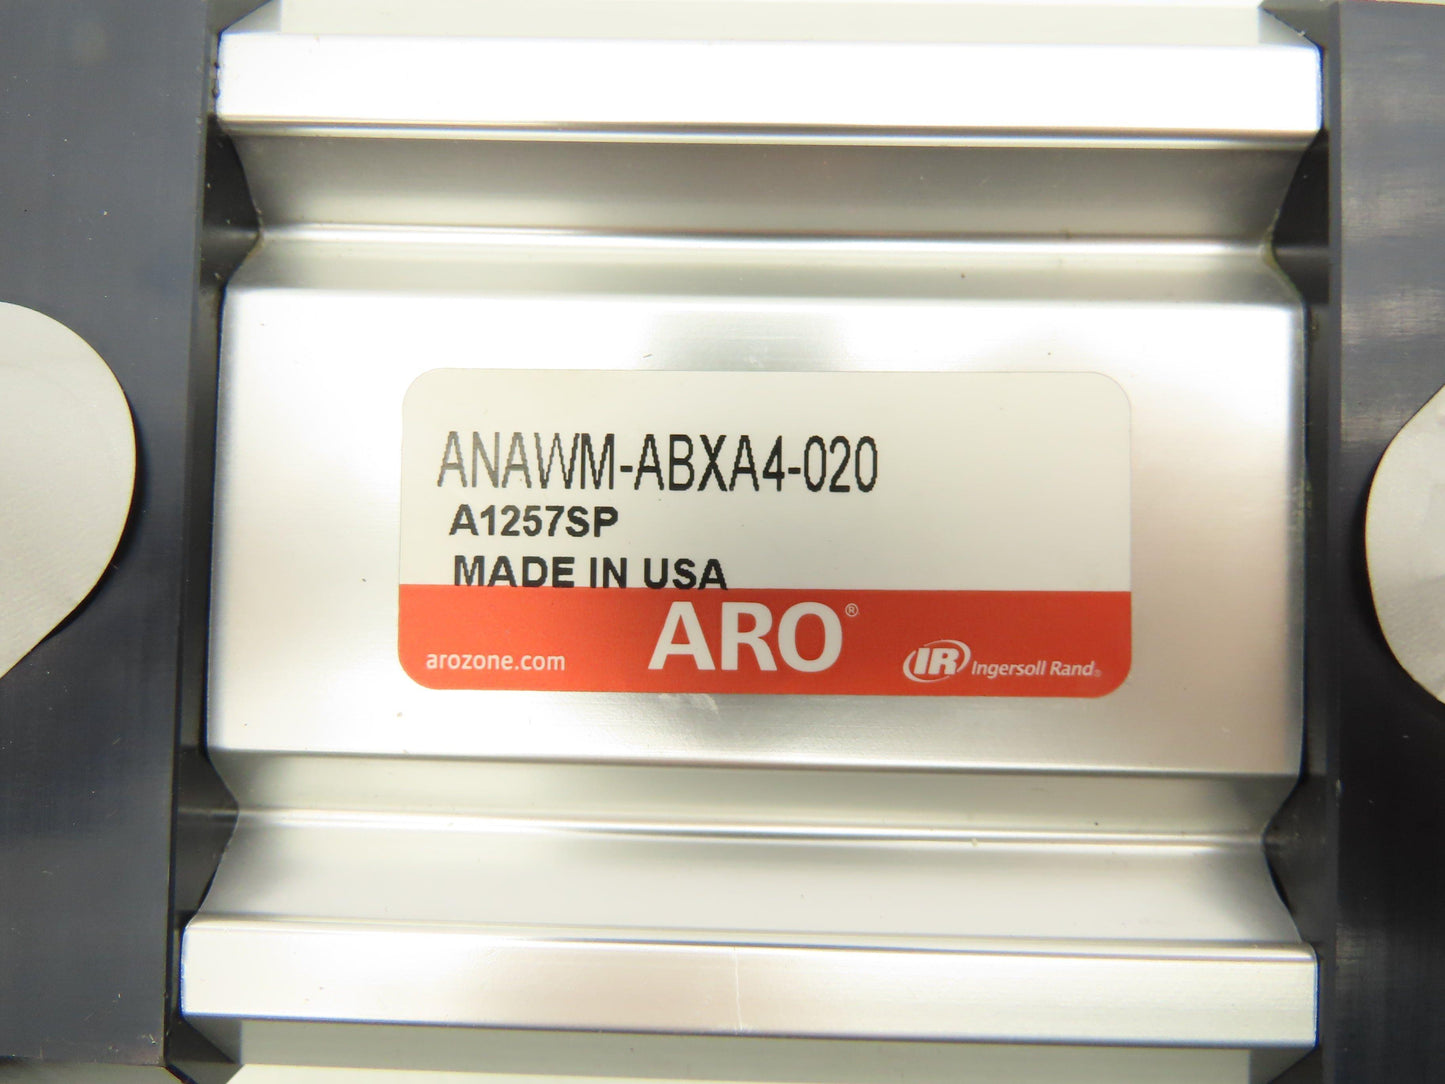 ANAWM-ABXA4-020
A1257SP
MADE IN USA
ARO®
arozone.com
IR Ingersoll Rand®